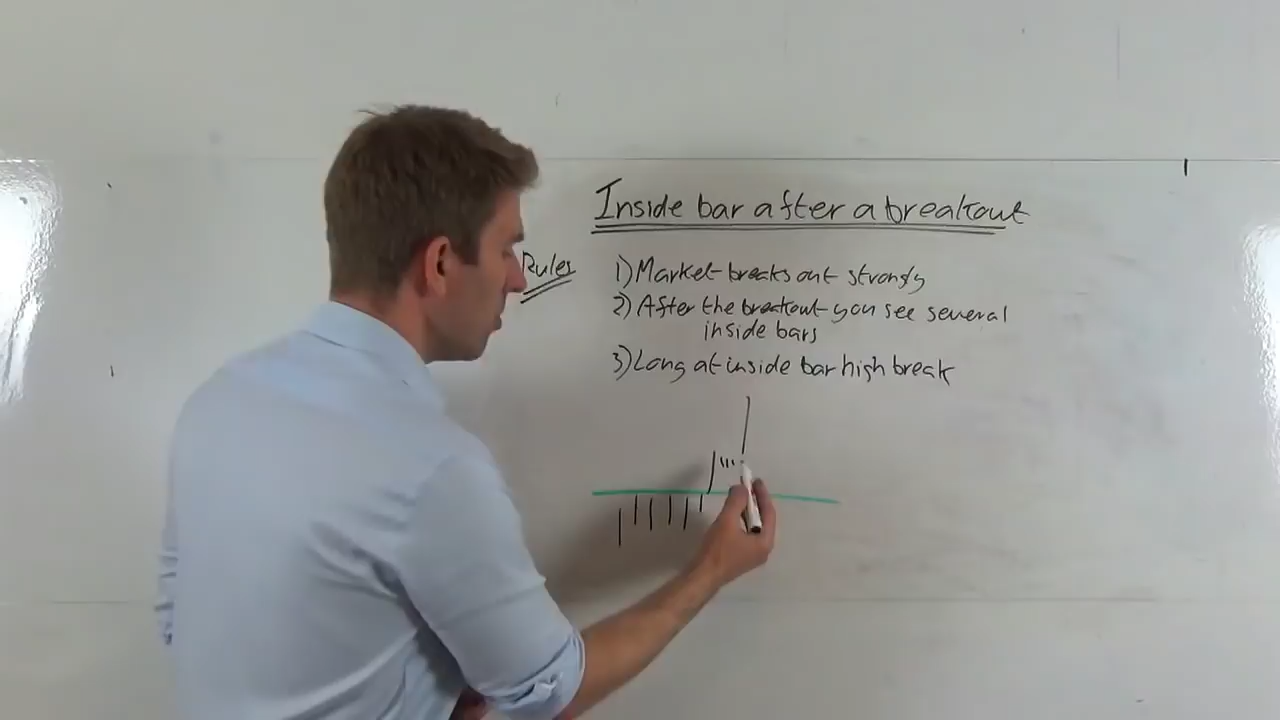 Inside bar after a breakout
Rules
1) Market breaks out strongly
2) After the breakout you see several
inside bars
3) Long at inside bar high break